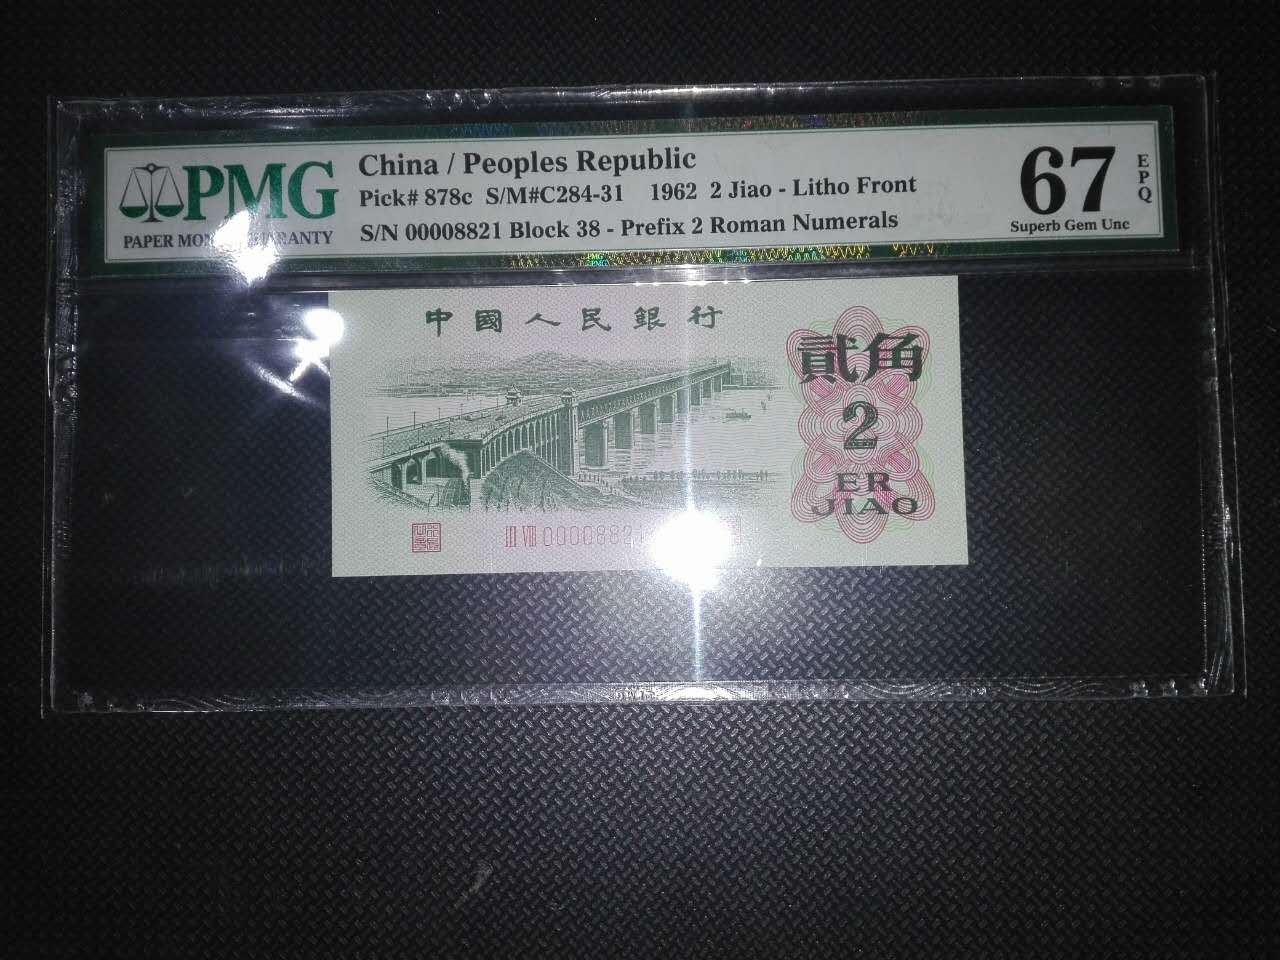 PMG
PAPER MONEY GUARANTY
China / Peoples Republic
Pick# 878c S/M#C284-31 1962 2 Jiao - Litho Front
S/N 00008821 Block 38 - Prefix 2 Roman Numerals
67
EPQ
Superb Gem Unc
中國人民銀行
貳角
2
ER
JIAO
III VIII 00008821